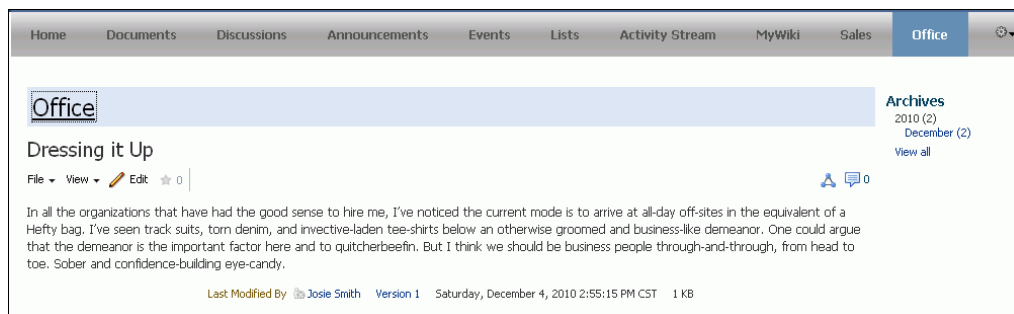 Home Documents Discussions Announcements Events Lists Activity Stream MyWiki Sales Office
Office
Archives
2010 (2)
December (2)
View all
Dressing it Up
File View Edit 0
0
In all the organizations that have had the good sense to hire me, I've noticed the current mode is to arrive at all-day off-sites in the equivalent of a
Hefty bag. I've seen track suits, torn denim, and invective-laden tee-shirts below an otherwise groomed and business-like demeanor. One could argue
that the demeanor is the important factor here and to quitcherbeefin. But I think we should be business people through-and-through, from head to
toe. Sober and confidence-building eye-candy.
Last Modified By Josie Smith Version 1 Saturday, December 4, 2010 2:55:15 PM CST 1 KB